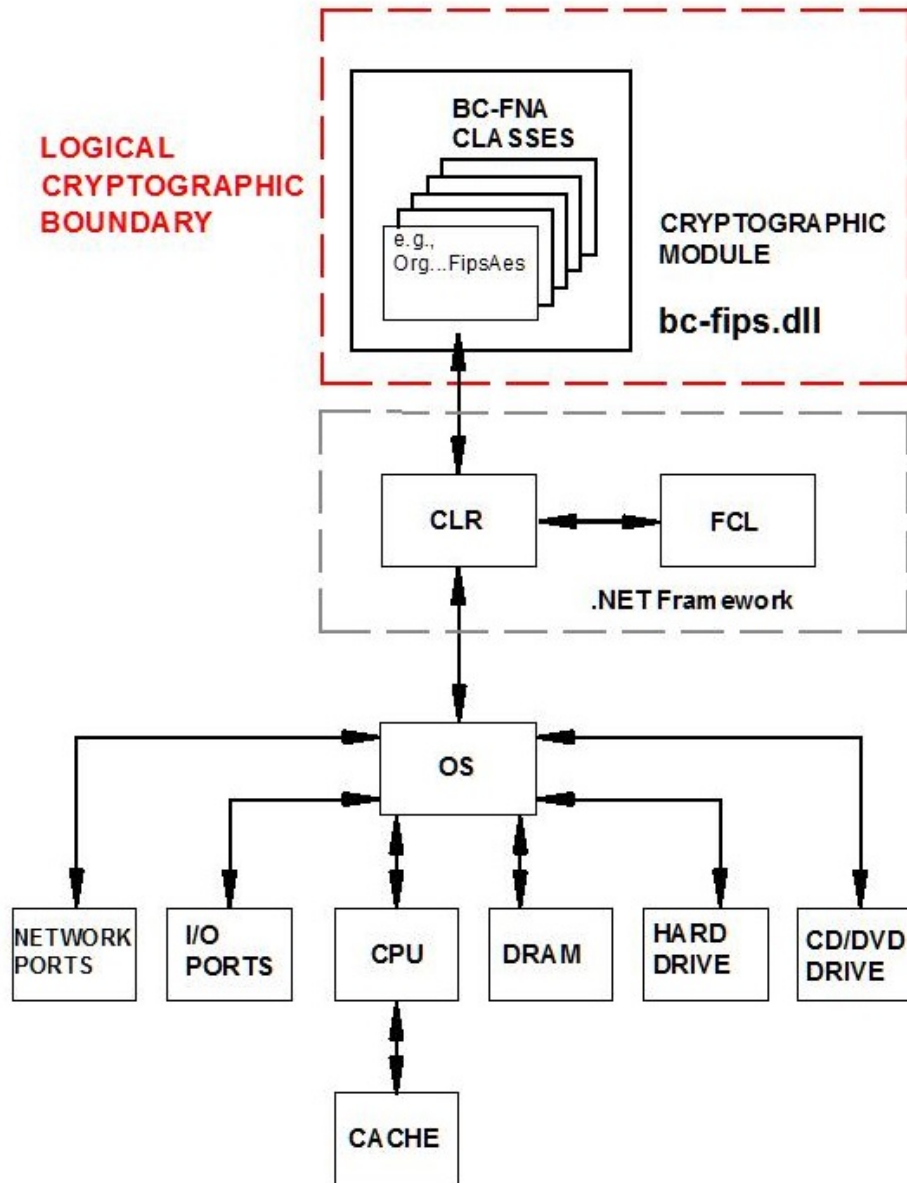 LOGICAL
CRYPTOGRAPHIC
BOUNDARY
BC-FNA
CLASSES
e.g.,
Org...FipsAes
CRYPTOGRAPHIC
MODULE
bc-fips.dll
CLR
FCL
.NET Framework
OS
NETWORK
PORTS
I/O
PORTS
CPU
DRAM
HARD
DRIVE
CD/DVD
DRIVE
CACHE